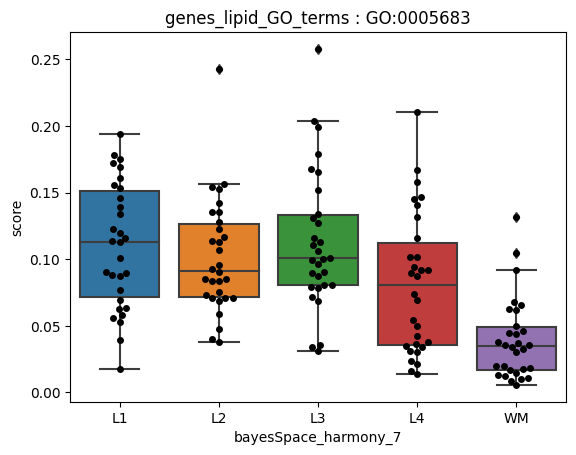 genes_lipid_GO_terms : GO:0005683
0.25
0.20
0.15
0.10
0.05
0.00
score
L1 L2 L3 L4 WM
bayesSpace_harmony_7